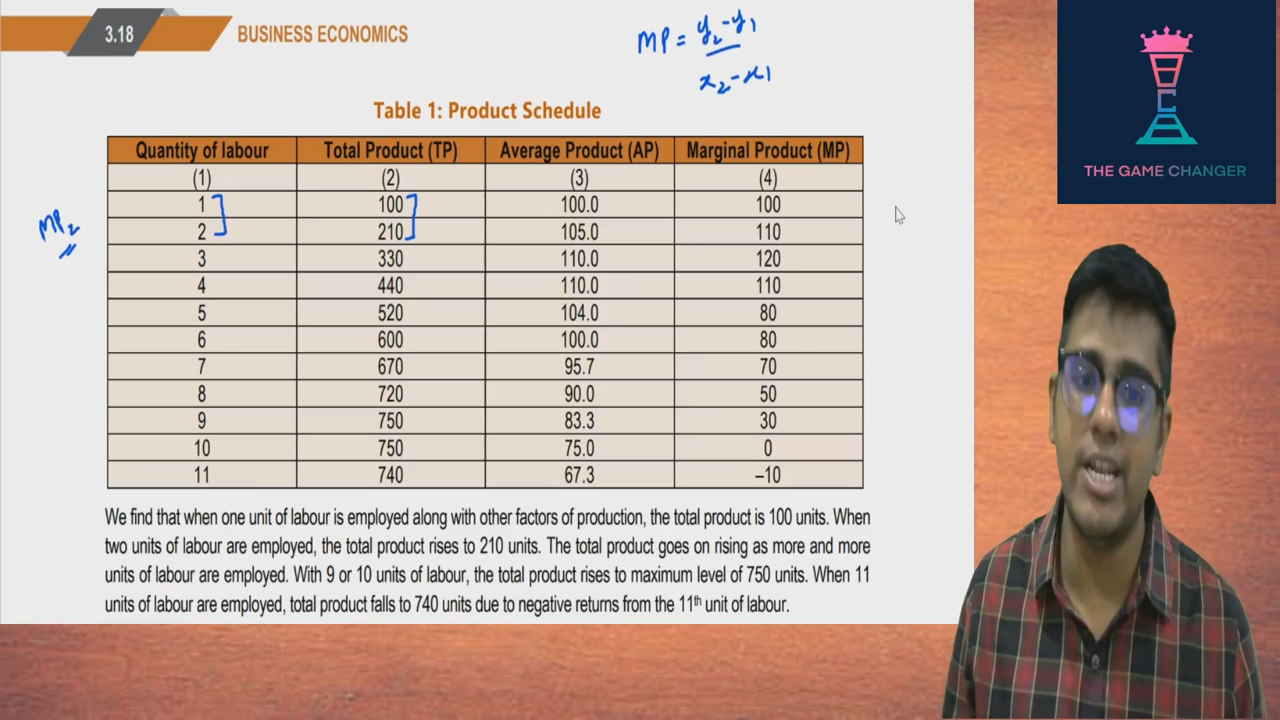 3.18 BUSINESS ECONOMICS
MP = y₂-y₁
x₂-x₁
Table 1: Product Schedule
Quantity of labour Total Product (TP) Average Product (AP) Marginal Product (MP)
(1) (2) (3) (4)
1 100 100.0 100
2 210 105.0 110
MP₂
3 330 110.0 120
4 440 110.0 110
5 520 104.0 80
6 600 100.0 80
7 670 95.7 70
8 720 90.0 50
9 750 83.3 30
10 750 75.0 0
11 740 67.3 –10
We find that when one unit of labour is employed along with other factors of production, the total product is 100 units. When
two units of labour are employed, the total product rises to 210 units. The total product goes on rising as more and more
units of labour are employed. With 9 or 10 units of labour, the total product rises to maximum level of 750 units. When 11
units of labour are employed, total product falls to 740 units due to negative returns from the 11th unit of labour.
THE GAME CHANGER